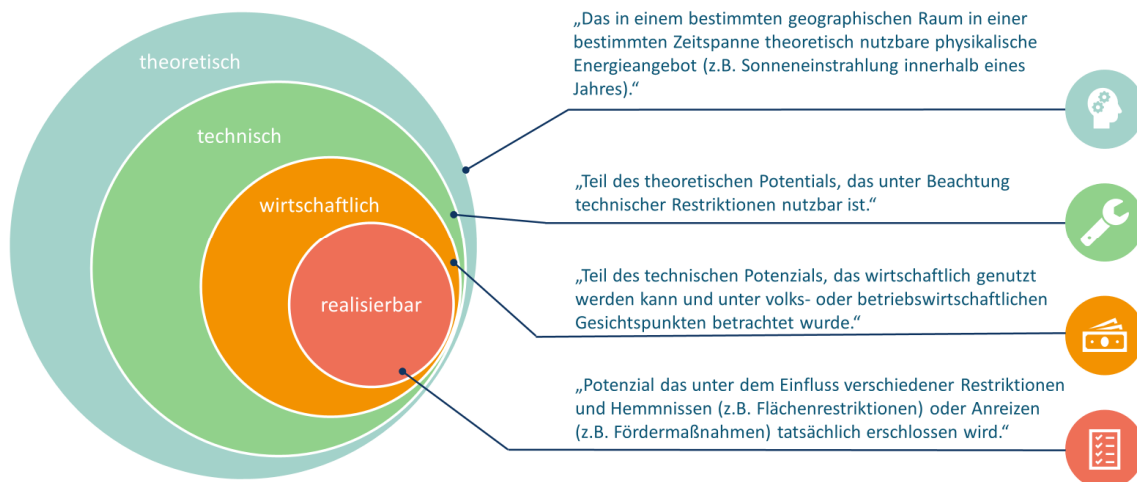 theoretisch
technisch
wirtschaftlich
realisierbar
„Das in einem bestimmten geographischen Raum in einer
bestimmten Zeitspanne theoretisch nutzbare physikalische
Energieangebot (z.B. Sonneneinstrahlung innerhalb eines
Jahres).“
„Teil des theoretischen Potentials, das unter Beachtung
technischer Restriktionen nutzbar ist.“
„Teil des technischen Potenzials, das wirtschaftlich genutzt
werden kann und unter volks- oder betriebswirtschaftlichen
Gesichtspunkten betrachtet wurde.“
„Potenzial das unter dem Einfluss verschiedener Restriktionen
und Hemmnissen (z.B. Flächenrestriktionen) oder Anreizen
(z.B. Fördermaßnahmen) tatsächlich erschlossen wird.“